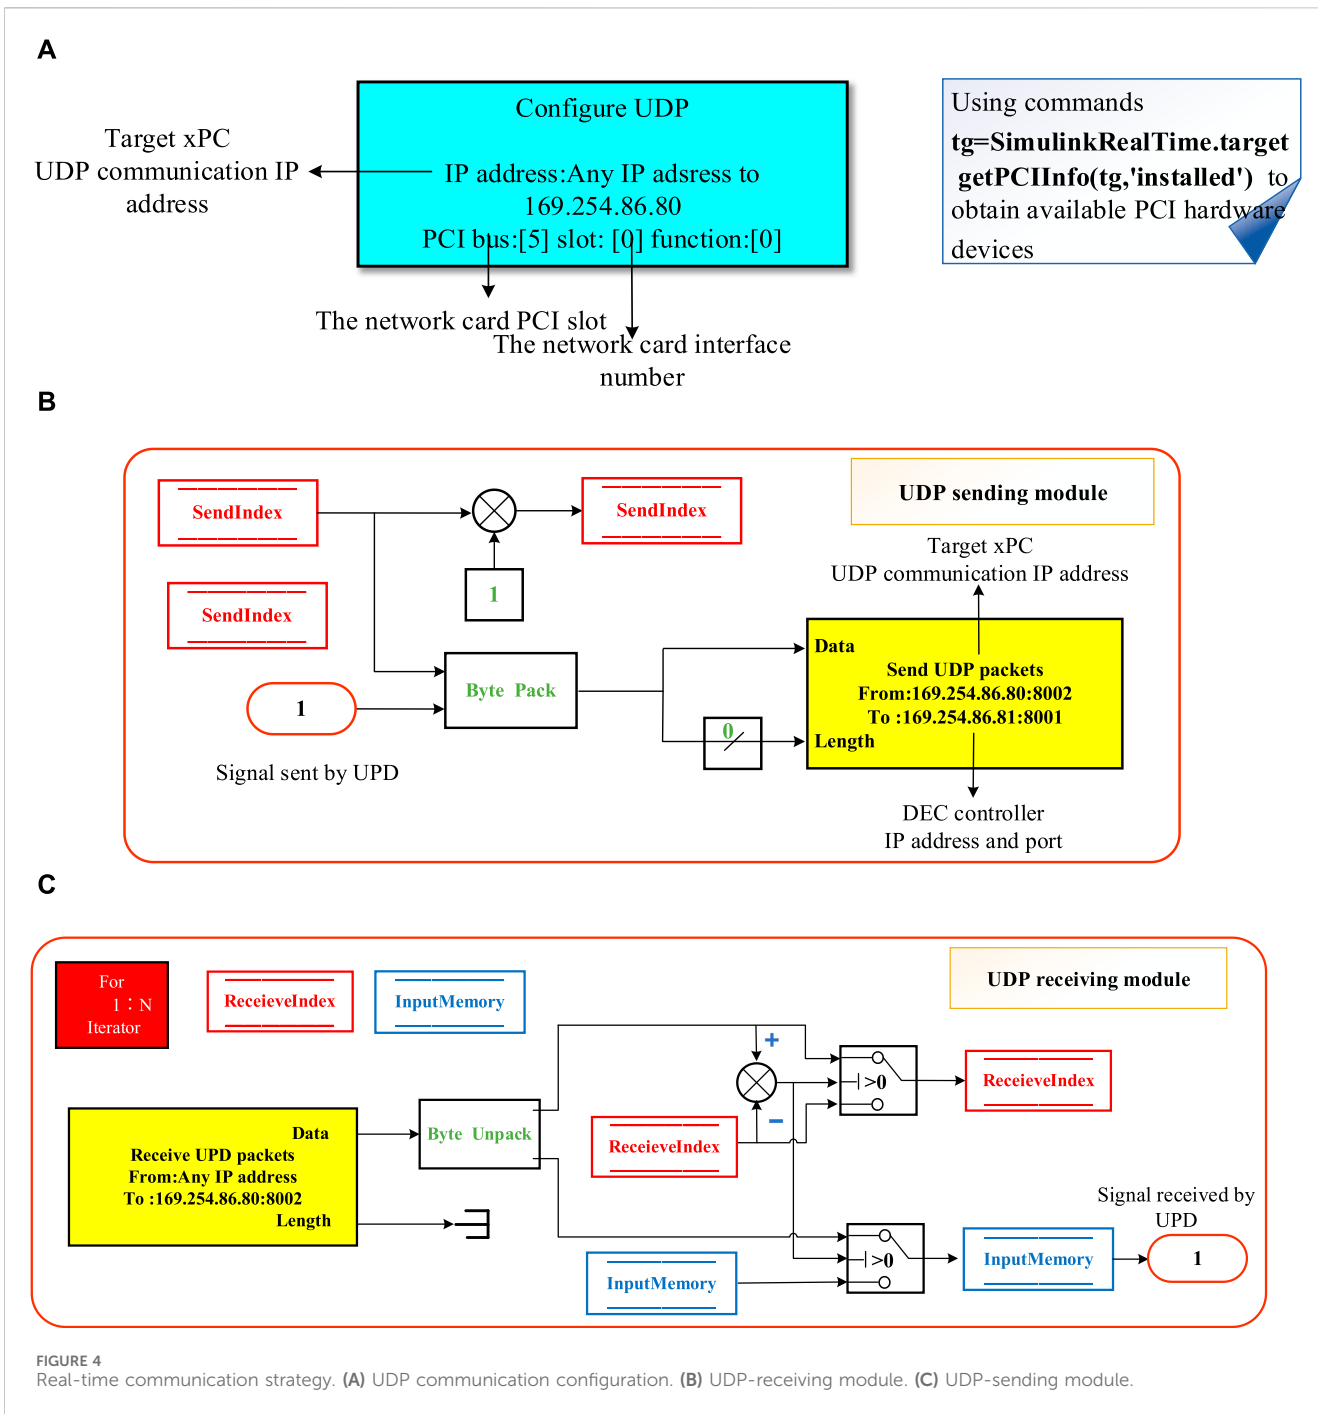 A
Configure UDP
IP address:Any IP adsress to
169.254.86.80
PCI bus:[5] slot: [0] function:[0]
Target xPC
UDP communication IP
address
The network card PCI slot
The network card interface
number
Using commands
tg=SimulinkRealTime.target
getPCIInfo(tg,'installed') to
obtain available PCI hardware
devices
B
UDP sending module
SendIndex
SendIndex
1
SendIndex
Byte Pack
1
Signal sent by UPD
0
Target xPC
UDP communication IP address
Data
Send UDP packets
From:169.254.86.80:8002
To :169.254.86.81:8001
Length
DEC controller
IP address and port
C
UDP receiving module
For
1：N
Iterator
ReceieveIndex
InputMemory
Data
Receive UPD packets
From:Any IP address
To :169.254.86.80:8002
Length
Byte Unpack
+
−
ReceieveIndex
>0
ReceieveIndex
InputMemory
>0
InputMemory
Signal received by
UPD
1
FIGURE 4
Real-time communication strategy. (A) UDP communication configuration. (B) UDP-receiving module. (C) UDP-sending module.